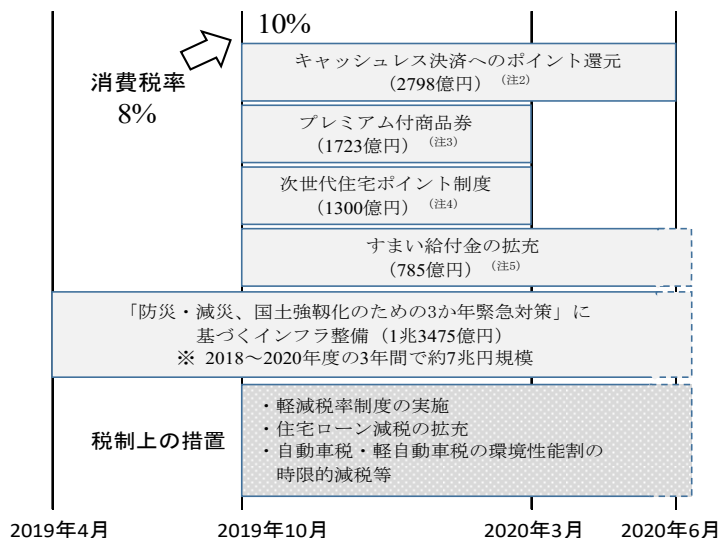 10%
消費税率
8%
キャッシュレス決済へのポイント還元
（2798億円）（注2）
プレミアム付商品券
（1723億円）（注3）
次世代住宅ポイント制度
（1300億円）（注4）
すまい給付金の拡充
（785億円）（注5）
「防災・減災、国土強靱化のための3か年緊急対策」に
基づくインフラ整備（1兆3475億円）
※ 2018～2020年度の3年間で約7兆円規模
税制上の措置
・軽減税率制度の実施
・住宅ローン減税の拡充
・自動車税・軽自動車税の環境性能割の
時限的減税等
2019年4月
2019年10月
2020年3月
2020年6月